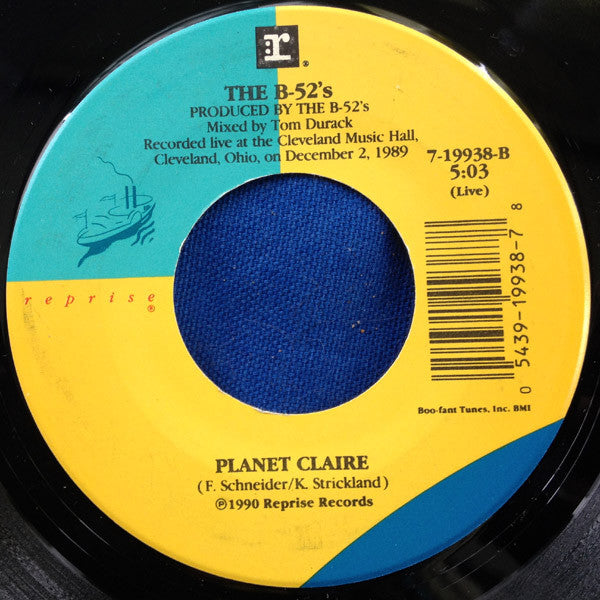 r®
THE B-52's
PRODUCED BY THE B-52's
Mixed by Tom Durack
Recorded live at the Cleveland Music Hall,
Cleveland, Ohio, on December 2, 1989
7-19938-B
5:03
(Live)
reprise®
0 5439-19938-7 8
Boo-fant Tunes, Inc. BMI
PLANET CLAIRE
(F. Schneider/K. Strickland)
℗1990 Reprise Records